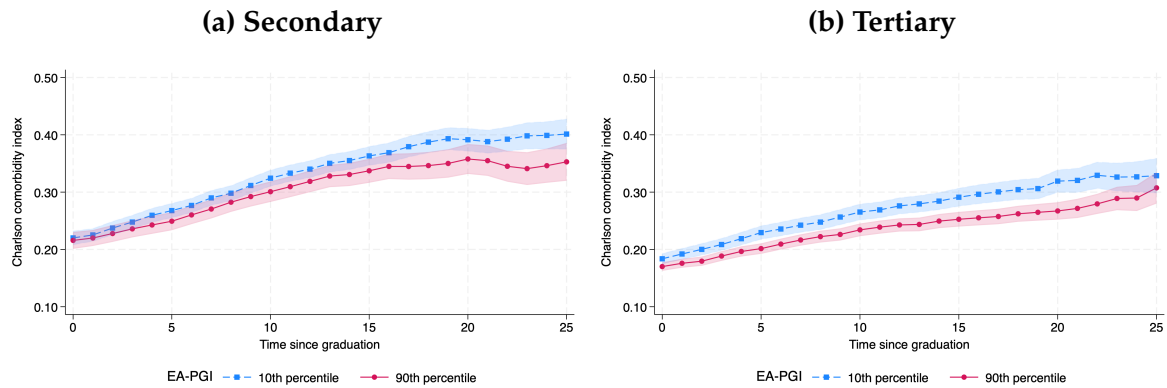 (a) Secondary
Charlson comorbidity index
0.50
0.40
0.30
0.20
0.10
0 5 10 15 20 25
Time since graduation
EA-PGI 10th percentile 90th percentile
(b) Tertiary
Charlson comorbidity index
0.50
0.40
0.30
0.20
0.10
0 5 10 15 20 25
Time since graduation
EA-PGI 10th percentile 90th percentile